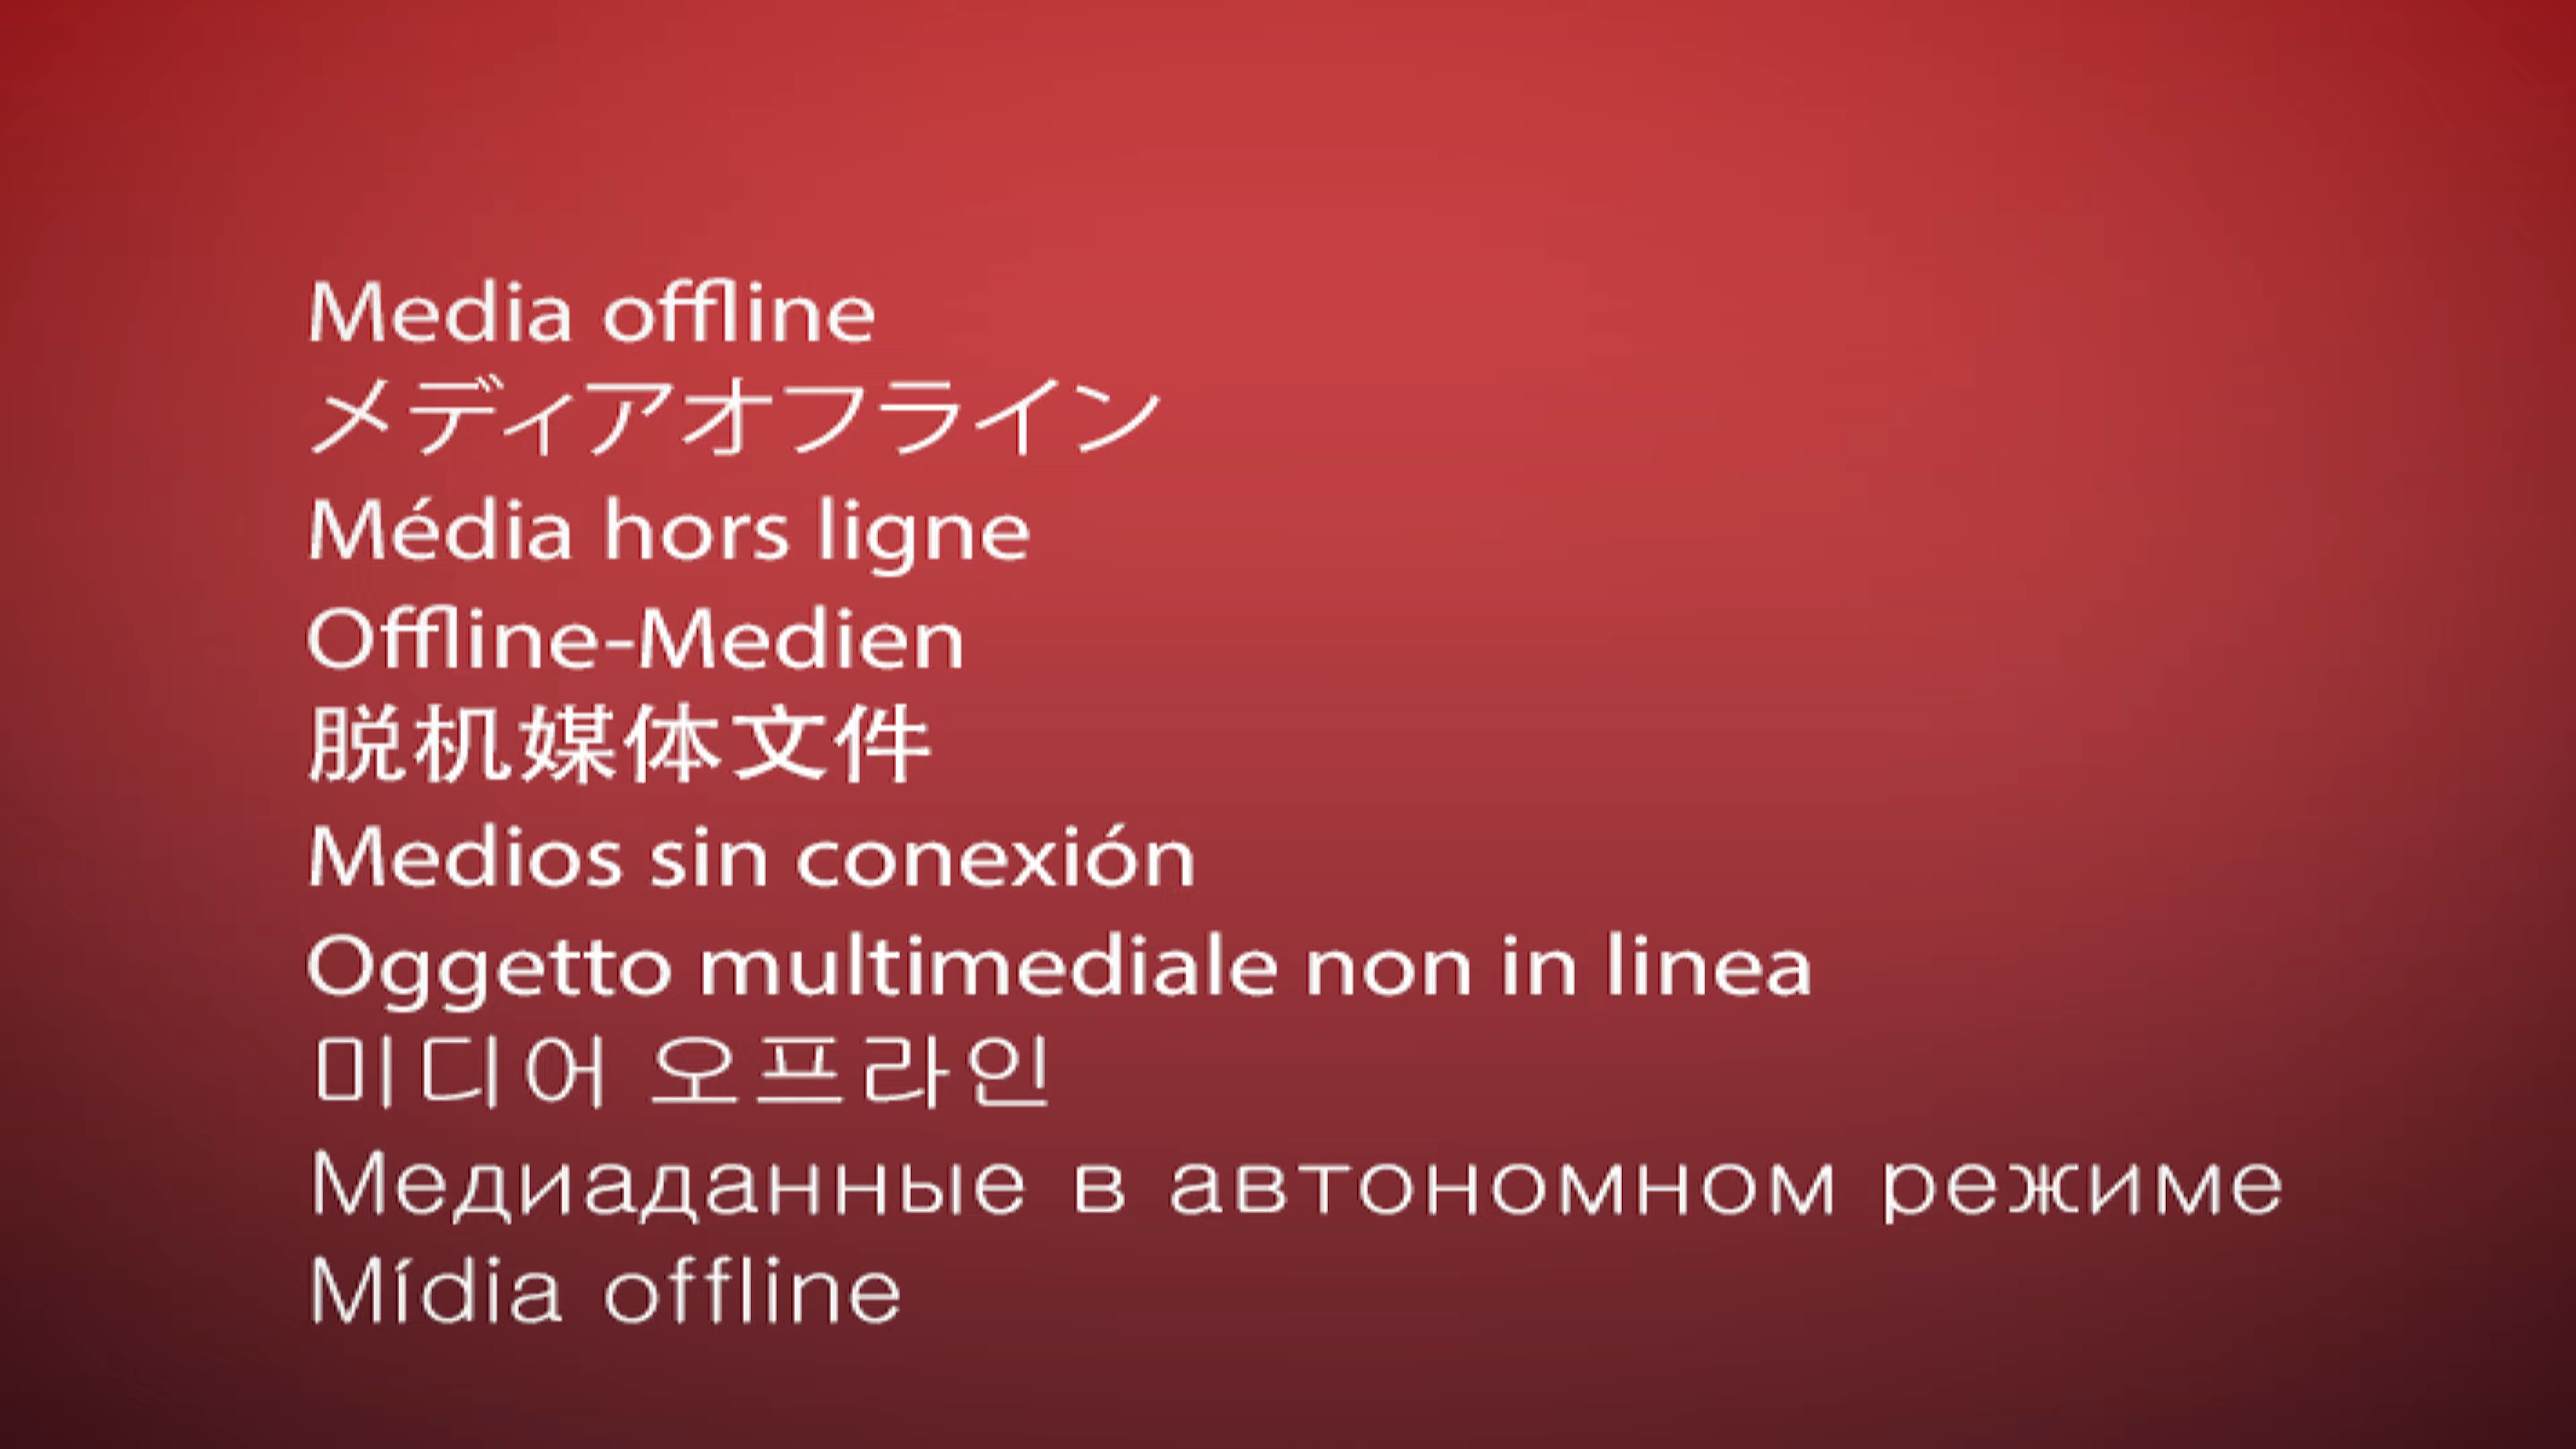 Media offline
メディアオフライン
Média hors ligne
Offline-Medien
脱机媒体文件
Medios sin conexión
Oggetto multimediale non in linea
미디어 오프라인
Медиаданные в автономном режиме
Mídia offline